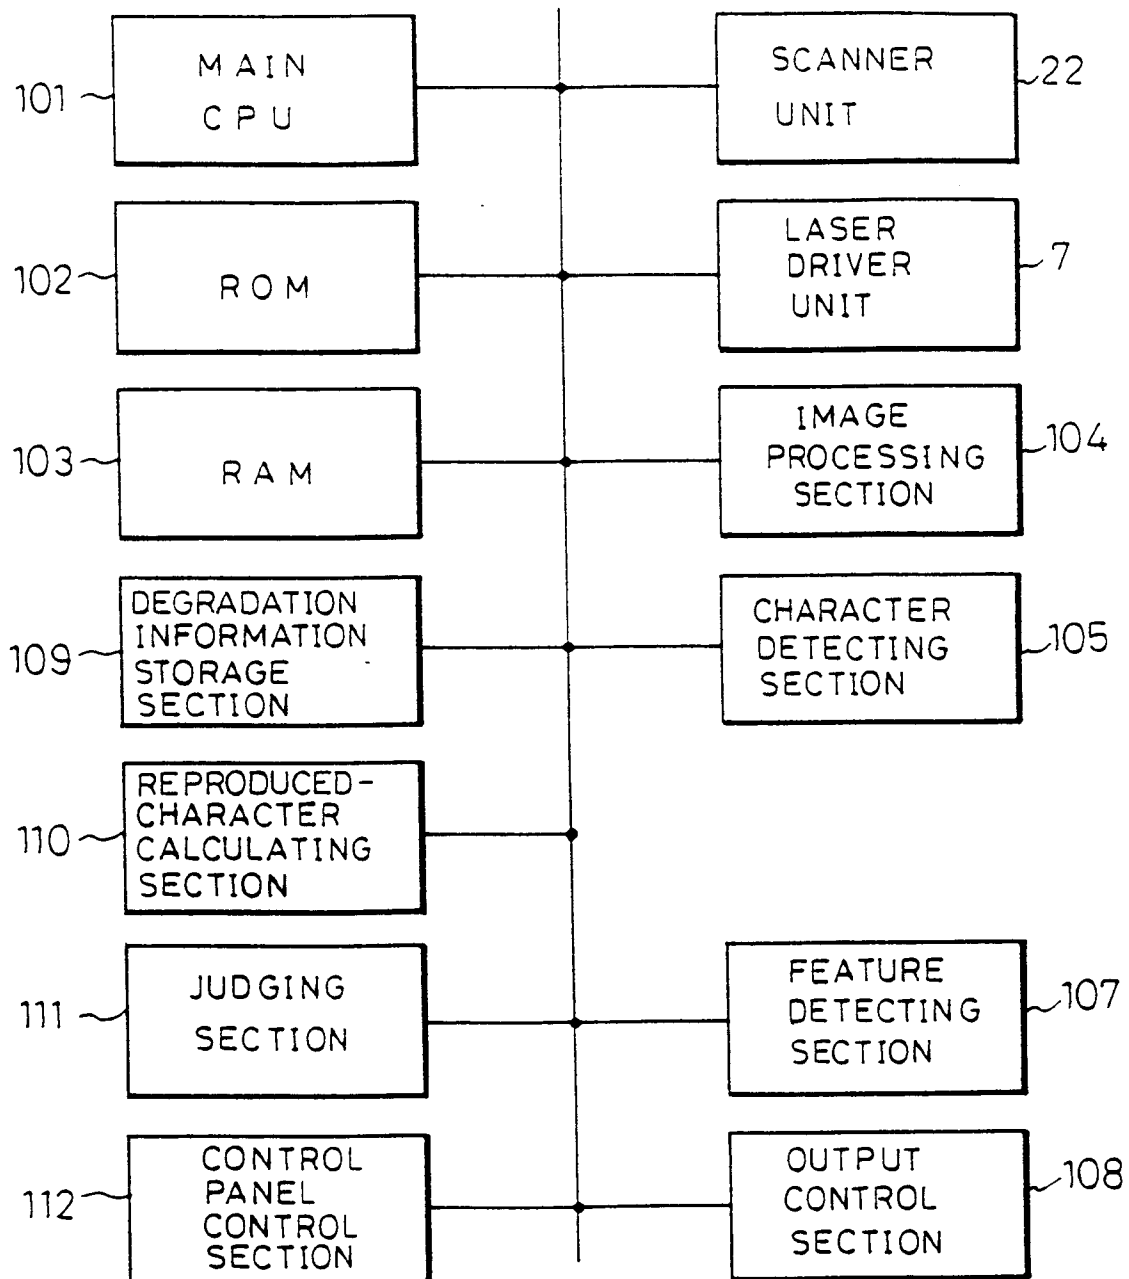 101
MAIN
CPU
SCANNER
UNIT
22
102
ROM
LASER
DRIVER
UNIT
7
103
RAM
IMAGE
PROCESSING
SECTION
104
109
DEGRADATION
INFORMATION
STORAGE
SECTION
CHARACTER
DETECTING
SECTION
105
110
REPRODUCED-
CHARACTER
CALCULATING
SECTION
111
JUDGING
SECTION
FEATURE
DETECTING
SECTION
107
112
CONTROL
PANEL
CONTROL
SECTION
OUTPUT
CONTROL
SECTION
108